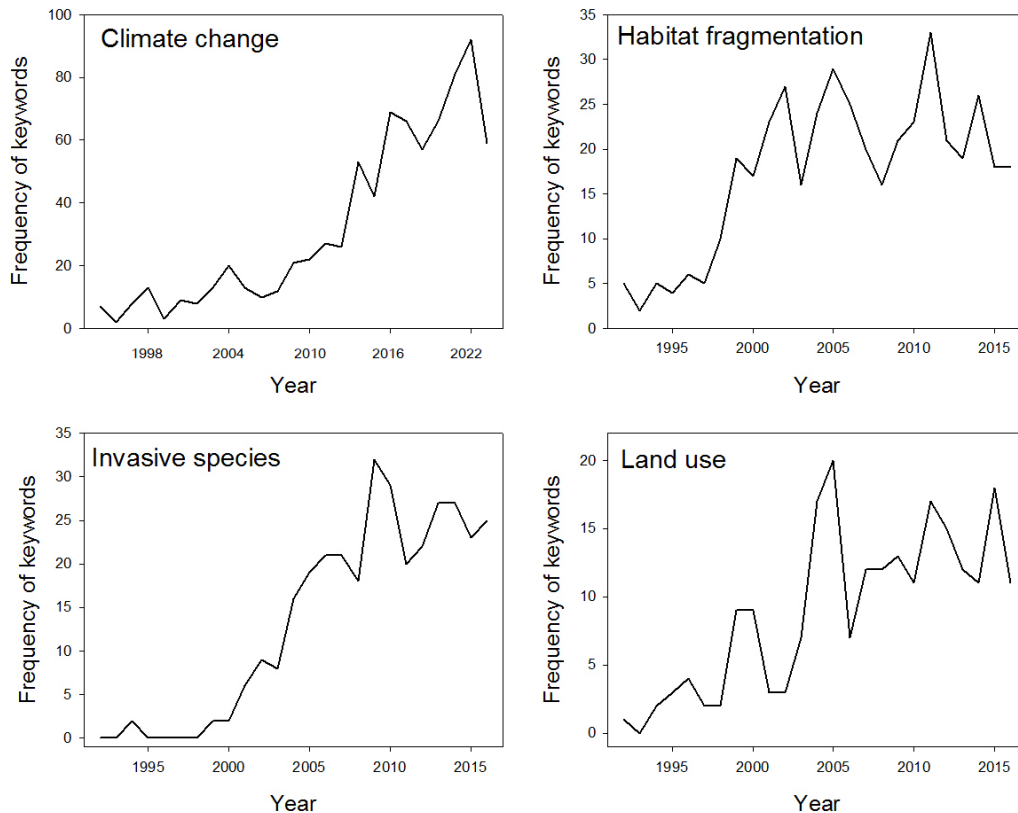 Climate change
Frequency of keywords
100
80
60
40
20
0
1998 2004 2010 2016 2022
Year
Habitat fragmentation
Frequency of keywords
35
30
25
20
15
10
5
0
1995 2000 2005 2010 2015
Year
Invasive species
Frequency of keywords
35
30
25
20
15
10
5
0
1995 2000 2005 2010 2015
Year
Land use
Frequency of keywords
20
15
10
5
0
1995 2000 2005 2010 2015
Year